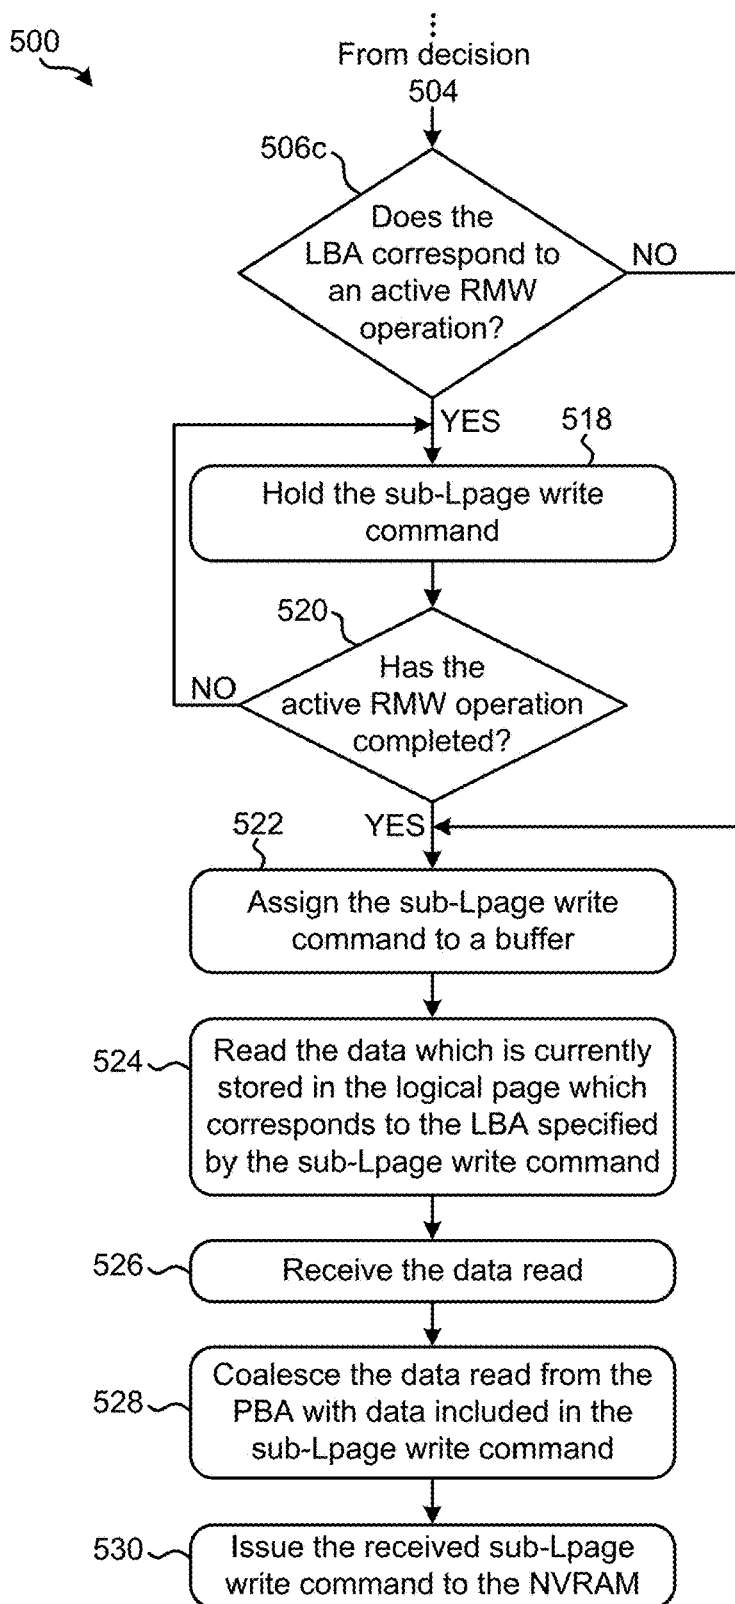 500
From decision
504
506c
Does the
LBA correspond to
an active RMW
operation?
NO
YES
518
Hold the sub-Lpage write
command
520
Has the
active RMW operation
completed?
NO
YES
522
Assign the sub-Lpage write
command to a buffer
524
Read the data which is currently
stored in the logical page which
corresponds to the LBA specified
by the sub-Lpage write command
526
Receive the data read
528
Coalesce the data read from the
PBA with data included in the
sub-Lpage write command
530
Issue the received sub-Lpage
write command to the NVRAM